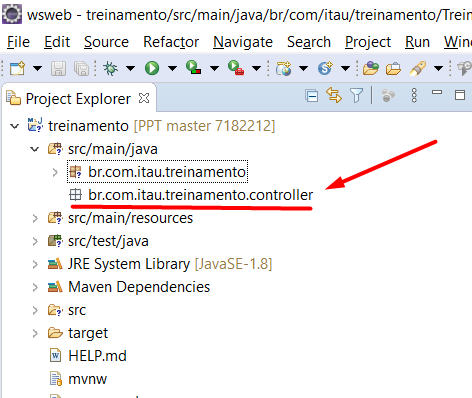 wsweb - treinamento/src/main/java/br/com/itau/treinamento/Trein
File Edit Source Refactor Navigate Search Project Run
Project Explorer
treinamento [PPT master 7182212]
src/main/java
br.com.itau.treinamento
br.com.itau.treinamento.controller
src/main/resources
src/test/java
JRE System Library [JavaSE-1.8]
Maven Dependencies
src
target
HELP.md
mvnw